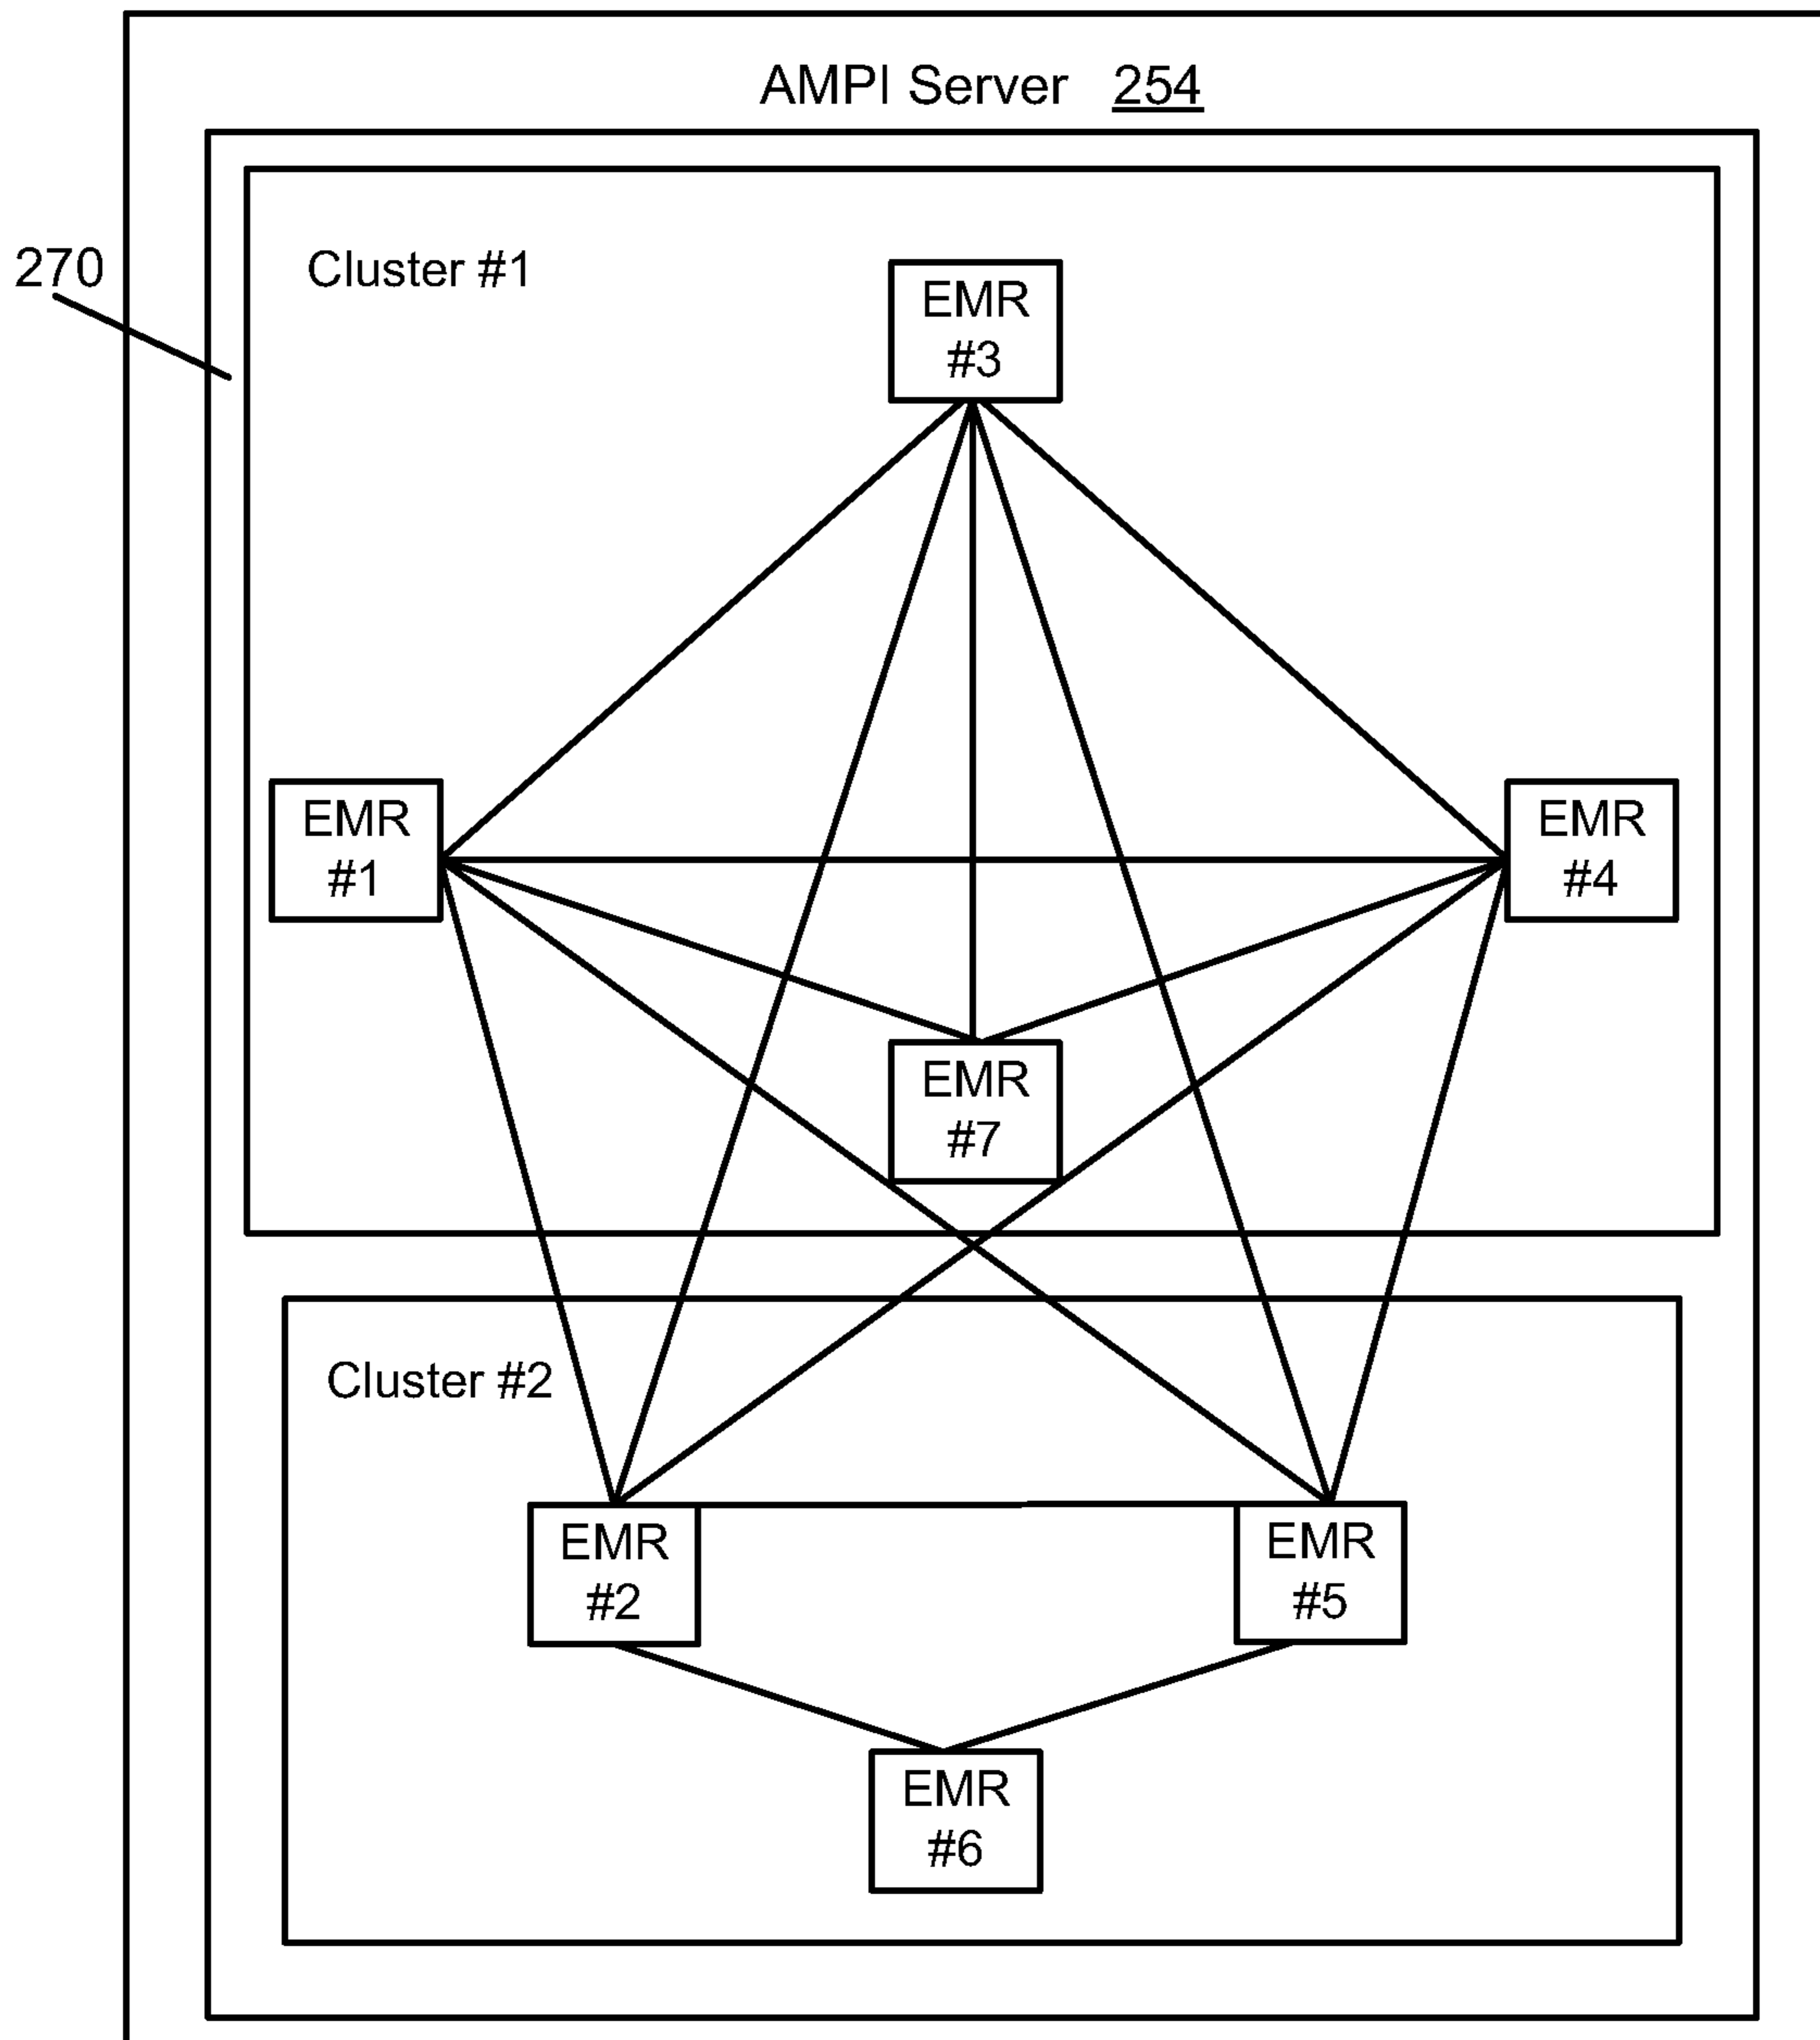 AMPI Server 254
270
Cluster #1
EMR
#3
EMR
#1
EMR
#4
EMR
#7
Cluster #2
EMR
#2
EMR
#5
EMR
#6